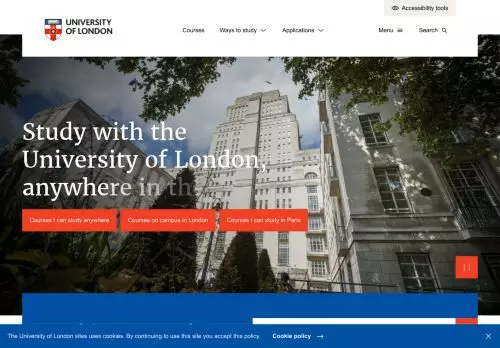 Accessibility tools
UNIVERSITY
OF LONDON
Courses
Ways to study
Applications
Menu
Search
Study with the
University of London,
anywhere in the
Courses I can study anywhere
Courses on campus in London
Courses I can study in Paris
The University of London sites uses cookies. By continuing to use this site you accept this policy.
Cookie policy